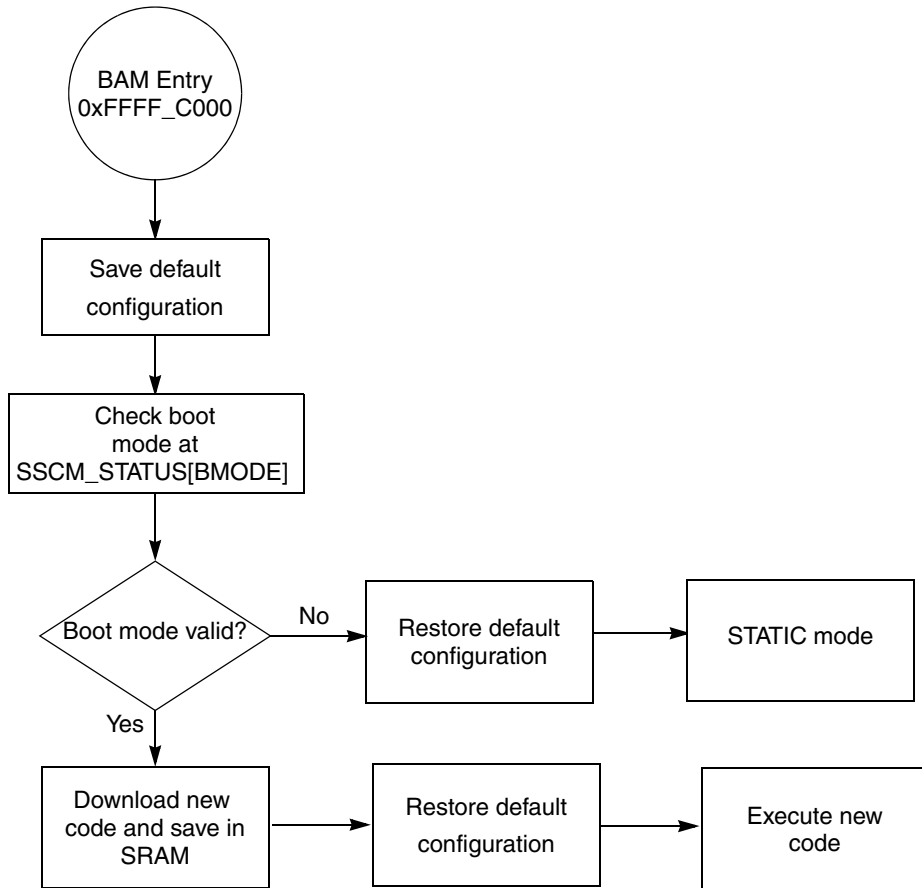 BAM Entry
0xFFFF_C000
Save default
configuration
Check boot
mode at
SSCM_STATUS[BMODE]
Boot mode valid?
No
Restore default
configuration
STATIC mode
Yes
Download new
code and save in
SRAM
Restore default
configuration
Execute new
code